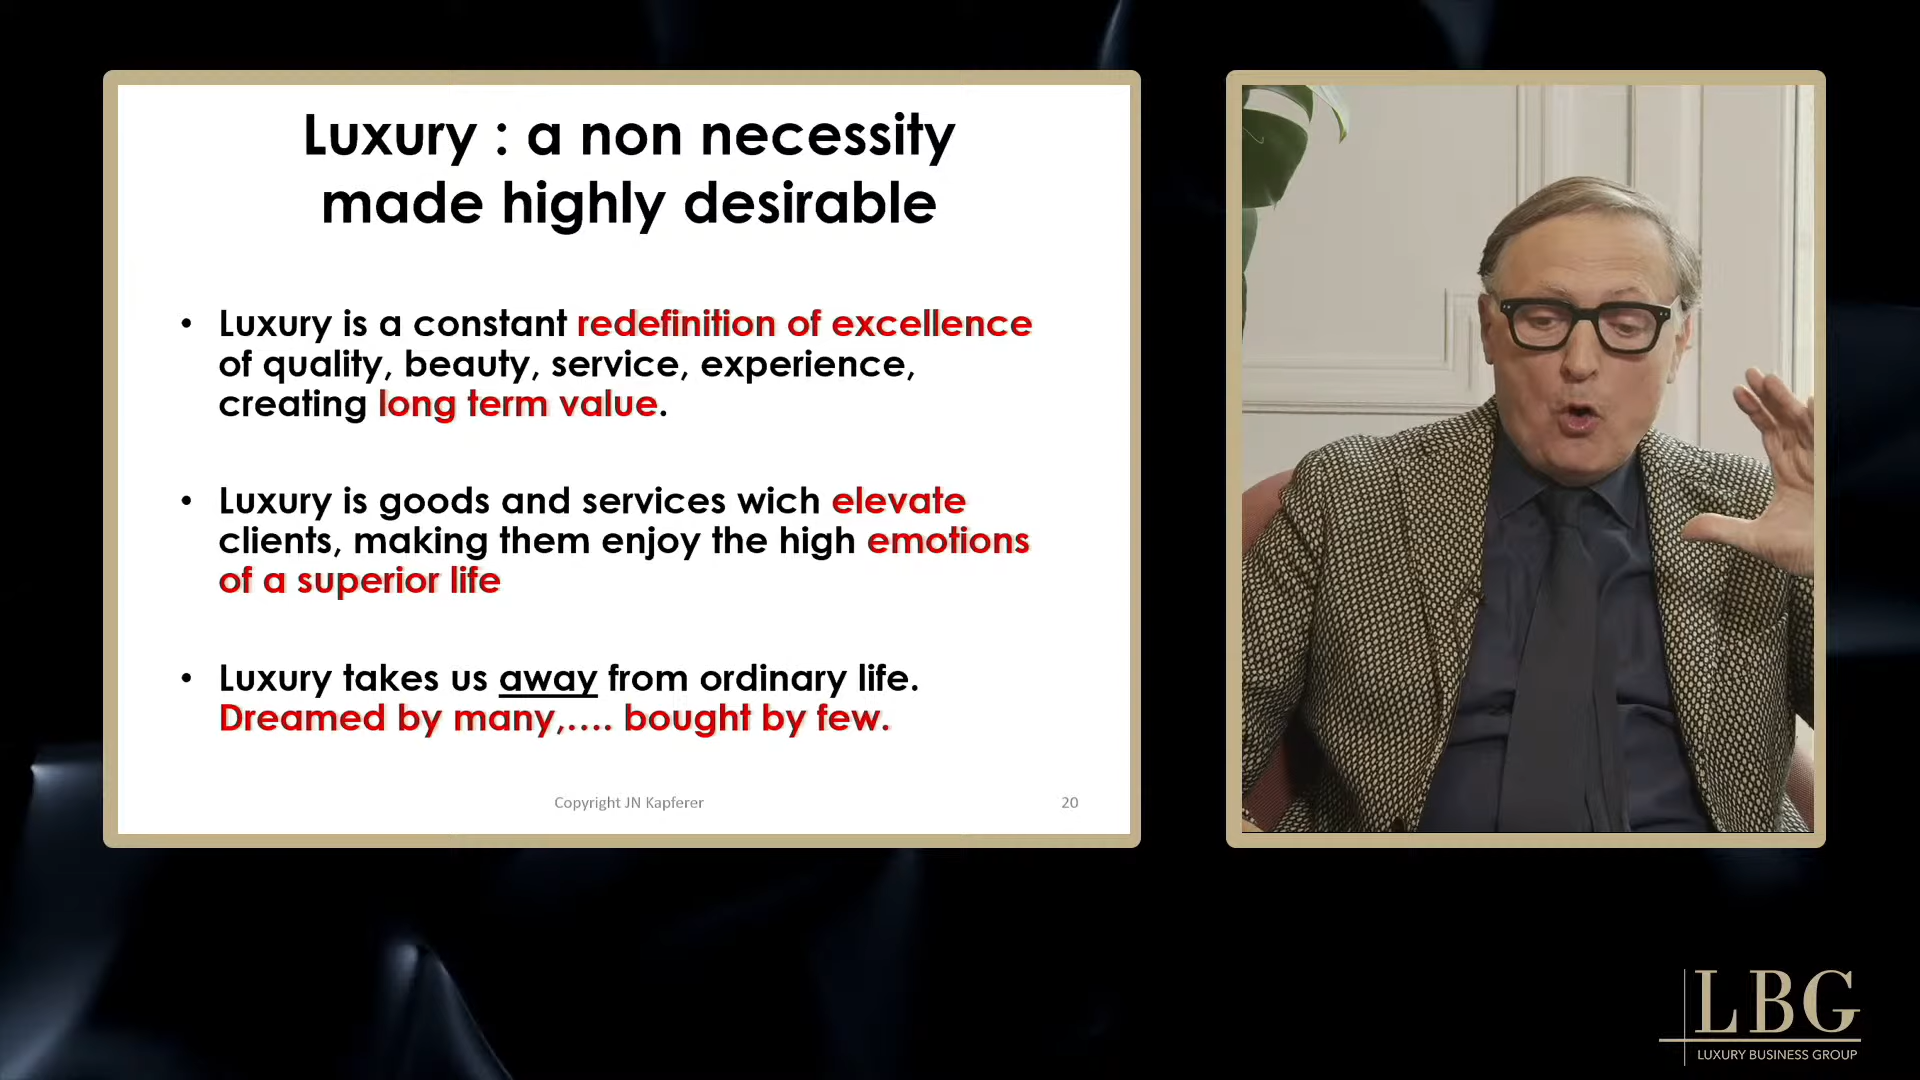 Luxury : a non necessity
made highly desirable
• Luxury is a constant redefinition of excellence
of quality, beauty, service, experience,
creating long term value.
• Luxury is goods and services wich elevate
clients, making them enjoy the high emotions
of a superior life
• Luxury takes us away from ordinary life.
Dreamed by many,.... bought by few.
Copyright JN Kapferer
20
LBG
LUXURY BUSINESS GROUP